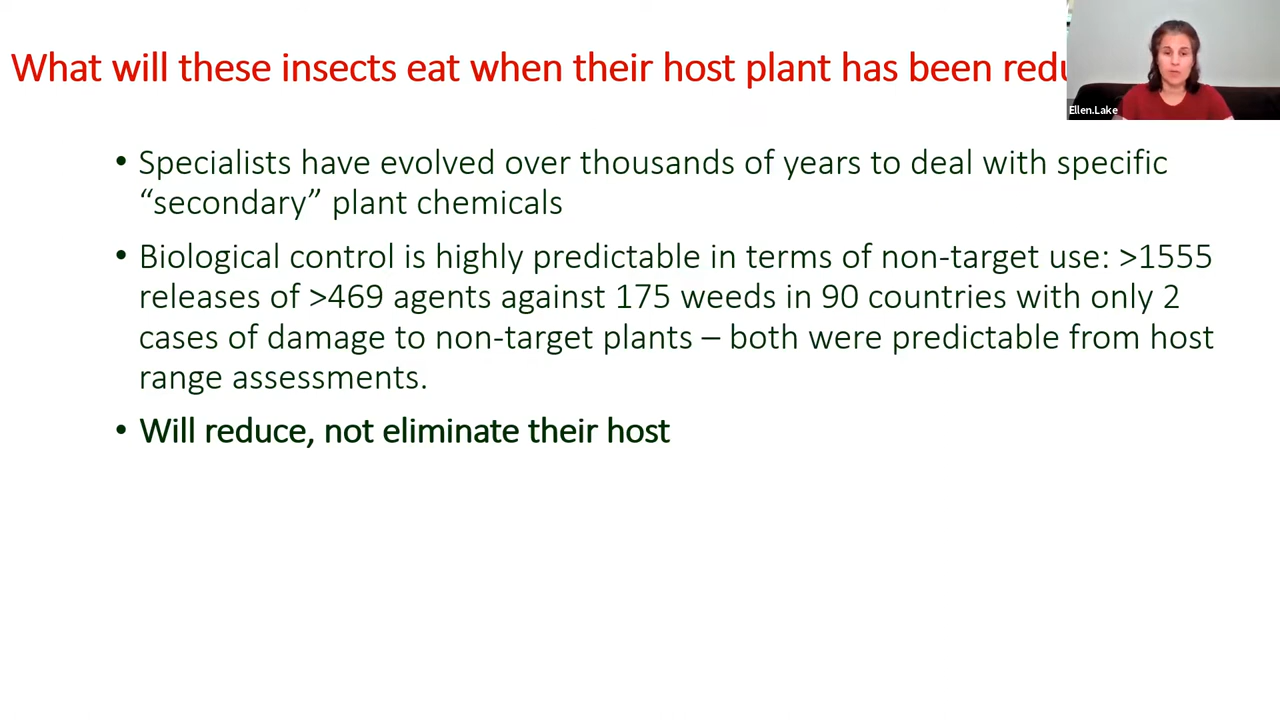 What will these insects eat when their host plant has been
Ellen.Lake
• Specialists have evolved over thousands of years to deal with specific
“secondary” plant chemicals
• Biological control is highly predictable in terms of non-target use: >1555
releases of >469 agents against 175 weeds in 90 countries with only 2
cases of damage to non-target plants – both were predictable from host
range assessments.
• Will reduce, not eliminate their host